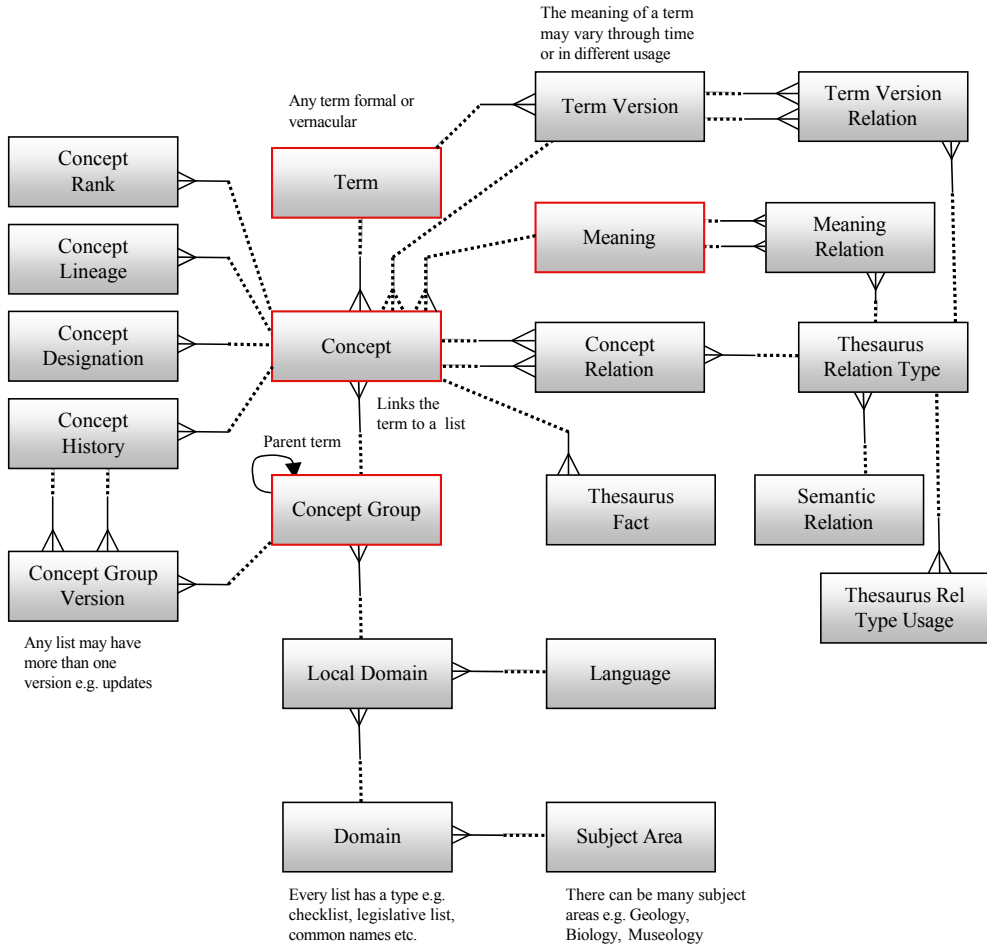 The meaning of a term
may vary through time
or in different usage
Term Version
Term Version
Relation
Any term formal or
vernacular
Concept
Rank
Term
Meaning
Meaning
Relation
Concept
Lineage
Concept
Designation
Concept
Concept
Relation
Thesaurus
Relation Type
Links the
term to a list
Concept
History
Parent term
Concept Group
Thesaurus
Fact
Semantic
Relation
Concept Group
Version
Thesaurus Rel
Type Usage
Any list may have
more than one
version e.g. updates
Local Domain
Language
Domain
Subject Area
Every list has a type e.g.
checklist, legislative list,
common names etc.
There can be many subject
areas e.g. Geology,
Biology, Museology